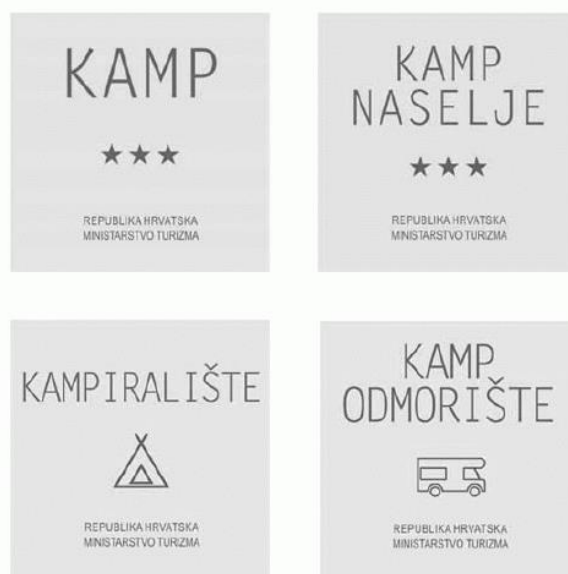 KAMP
★★★
REPUBLIKA HRVATSKA
MINISTARSTVO TURIZMA
KAMP
NASELJE
★★★
REPUBLIKA HRVATSKA
MINISTARSTVO TURIZMA
KAMPIRALIŠTE
REPUBLIKA HRVATSKA
MINISTARSTVO TURIZMA
KAMP
ODMORIŠTE
REPUBLIKA HRVATSKA
MINISTARSTVO TURIZMA